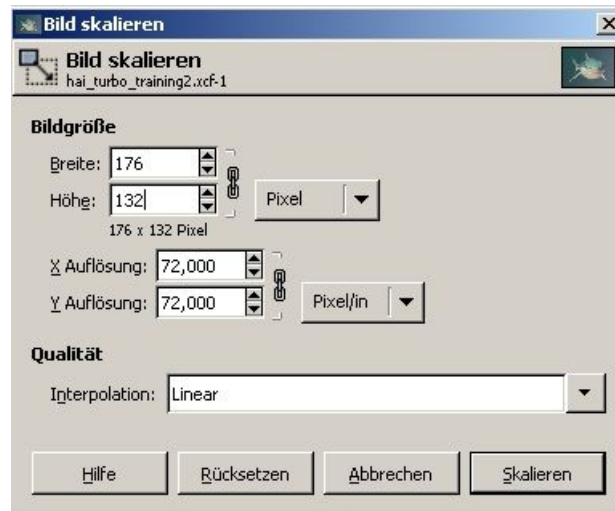 Bild skalieren
Bild skalieren
hai_turbo_training2.xcf-1
Bildgröße
Breite: 176
Höhe: 132 Pixel
176 x 132 Pixel
X Auflösung: 72,000
Y Auflösung: 72,000 Pixel/in
Qualität
Interpolation: Linear
Hilfe Rücksetzen Abbrechen Skalieren